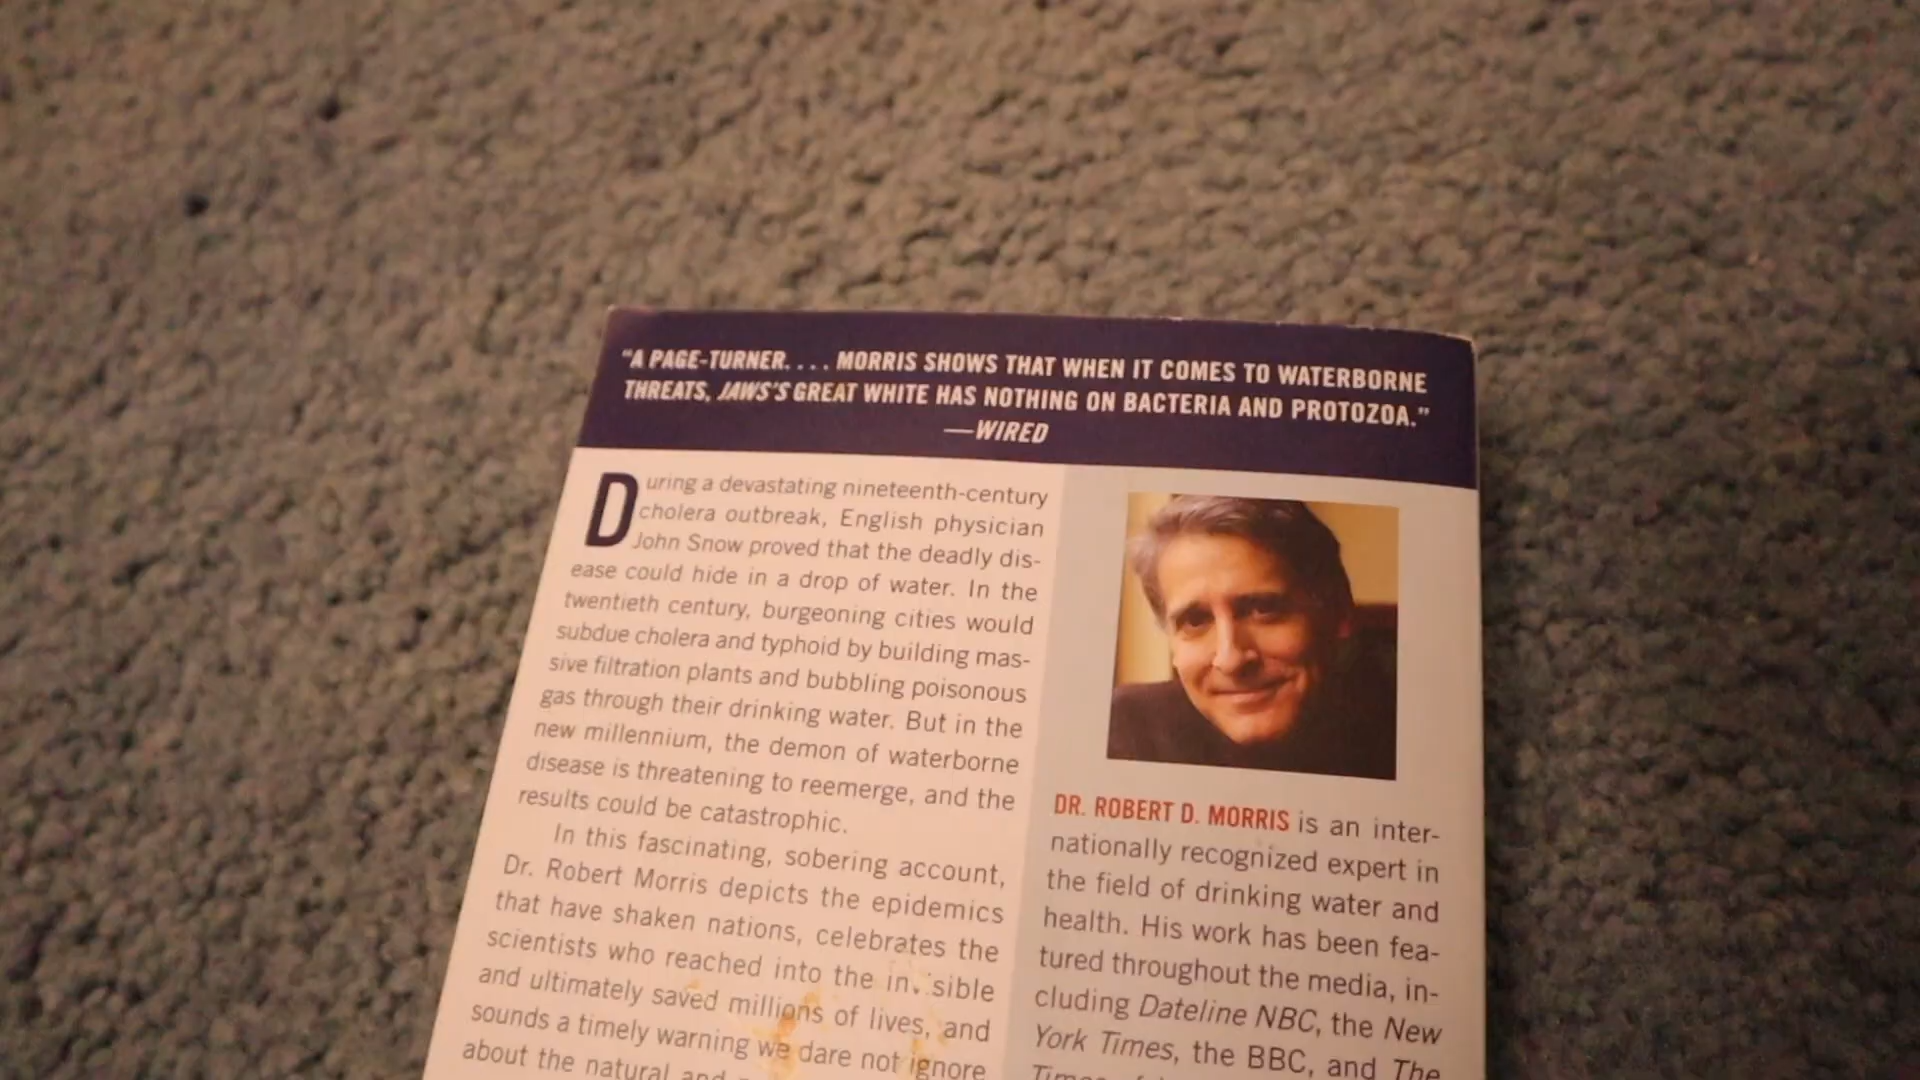 "A PAGE-TURNER. . . . MORRIS SHOWS THAT WHEN IT COMES TO WATERBORNE
THREATS, JAWS'S GREAT WHITE HAS NOTHING ON BACTERIA AND PROTOZOA."
—WIRED
During a devastating nineteenth-century
cholera outbreak, English physician
John Snow proved that the deadly dis-
ease could hide in a drop of water. In the
twentieth century, burgeoning cities would
subdue cholera and typhoid by building mas-
sive filtration plants and bubbling poisonous
gas through their drinking water. But in the
new millennium, the demon of waterborne
disease is threatening to reemerge, and the
results could be catastrophic.
In this fascinating, sobering account,
Dr. Robert Morris depicts the epidemics
that have shaken nations, celebrates the
scientists who reached into the invisible
and ultimately saved millions of lives, and
sounds a timely warning we dare not ignore
about the natural and
DR. ROBERT D. MORRIS is an inter-
nationally recognized expert in
the field of drinking water and
health. His work has been fea-
tured throughout the media, in-
cluding Dateline NBC, the New
York Times, the BBC, and The